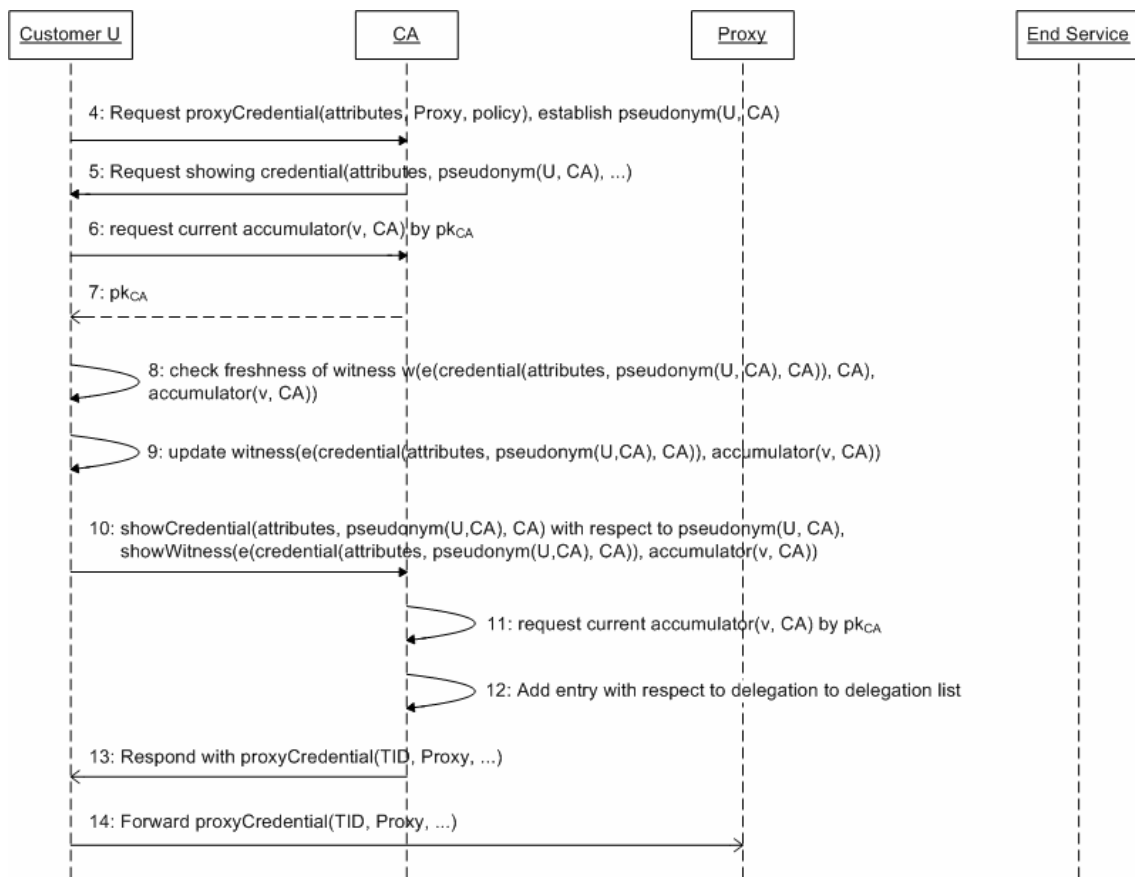 Customer U
CA
Proxy
End Service
4: Request proxyCredential(attributes, Proxy, policy), establish pseudonym(U, CA)
5: Request showing credential(attributes, pseudonym(U, CA), ...)
6: request current accumulator(v, CA) by pkCA
7: pkCA
8: check freshness of witness w(e(credential(attributes, pseudonym(U, CA), CA)), CA),
accumulator(v, CA))
9: update witness(e(credential(attributes, pseudonym(U,CA), CA)), accumulator(v, CA))
10: showCredential(attributes, pseudonym(U,CA), CA) with respect to pseudonym(U, CA),
showWitness(e(credential(attributes, pseudonym(U,CA), CA)), accumulator(v, CA))
11: request current accumulator(v, CA) by pkCA
12: Add entry with respect to delegation to delegation list
13: Respond with proxyCredential(TID, Proxy, ...)
14: Forward proxyCredential(TID, Proxy, ...)